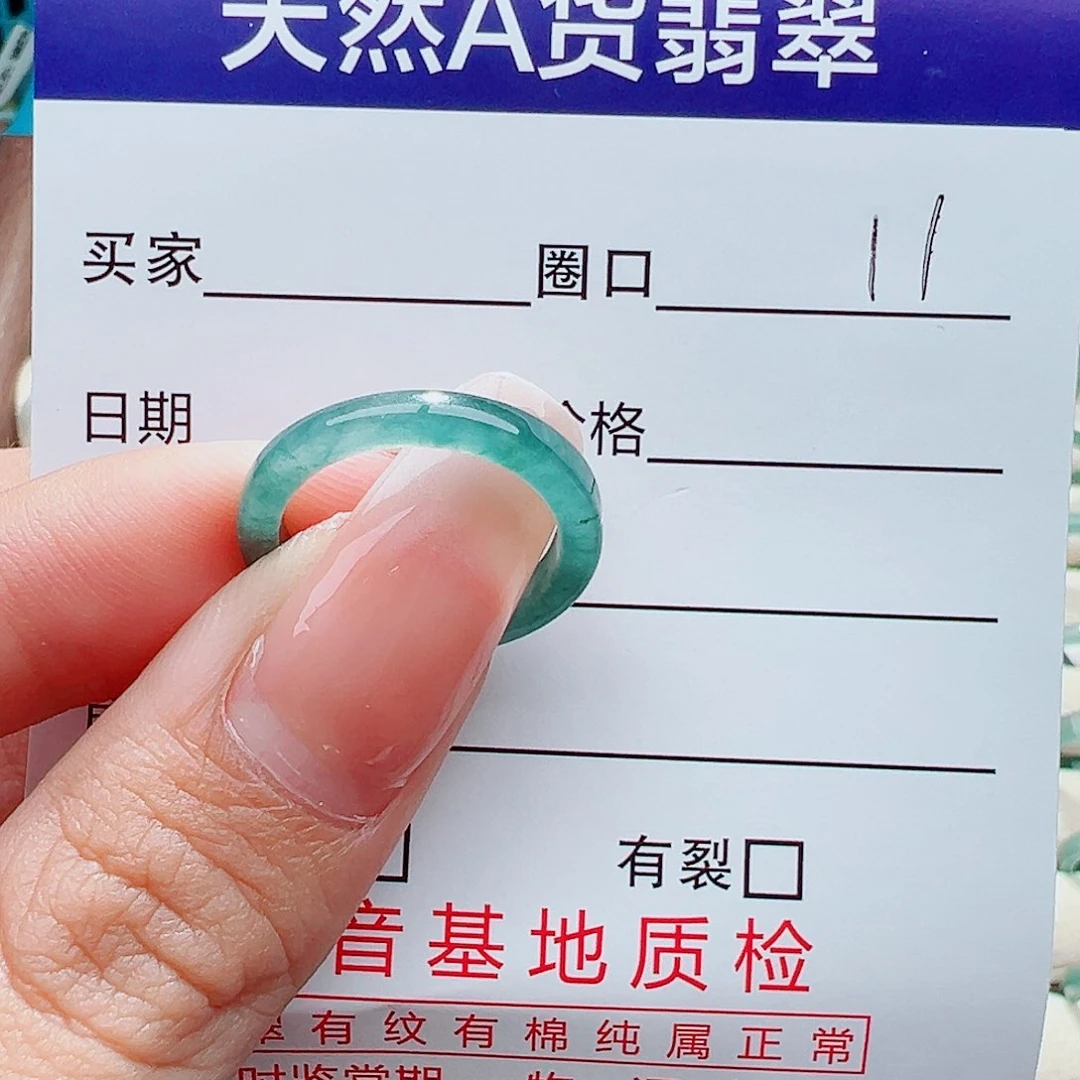 天然A货翡翠
买家 圈口 11
日期 格
有裂
音基地质检
有纹有棉纯属正常